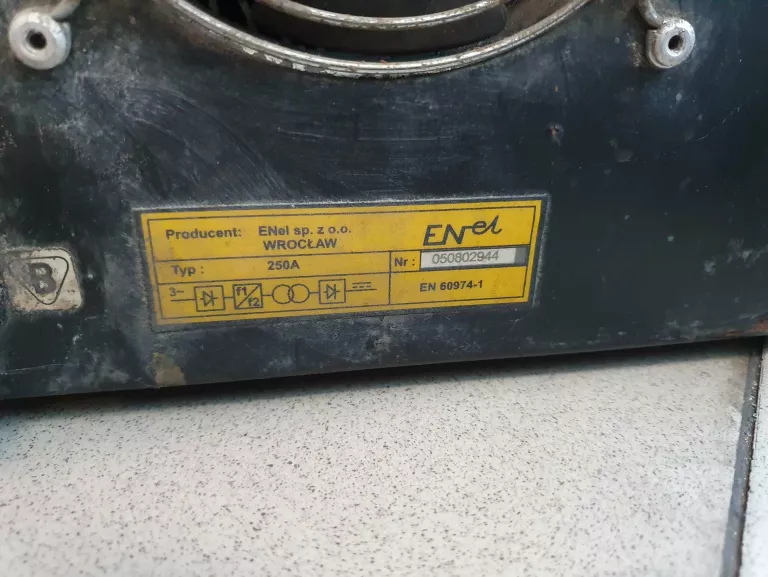 Producent: ENel sp. z o.o.
WROCŁAW
ENel
Typ : 250A
Nr : 050802944
3~ f1 f2
EN 60974-1
B